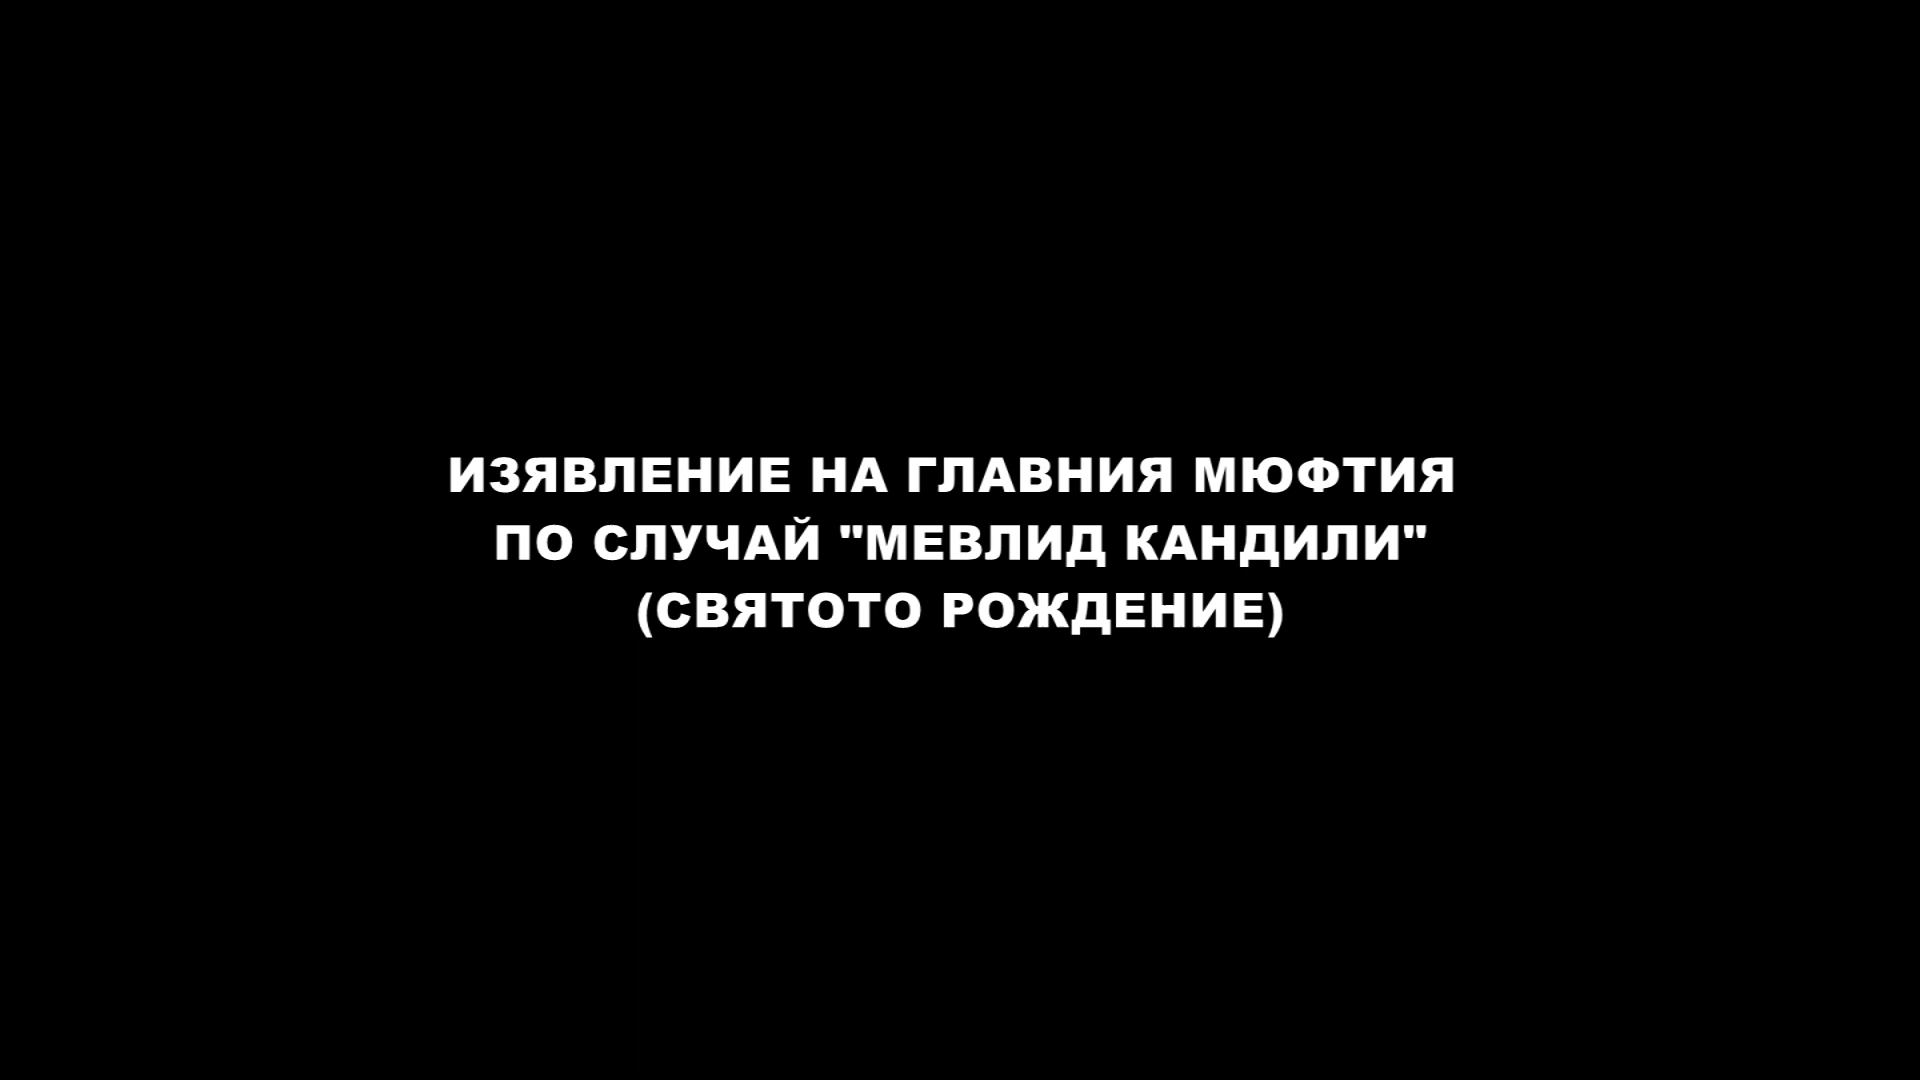 ИЗЯВЛЕНИЕ НА ГЛАВНИЯ МЮФТИЯ
ПО СЛУЧАЙ "МЕВЛИД КАНДИЛИ"
(СВЯТОТО РОЖДЕНИЕ)